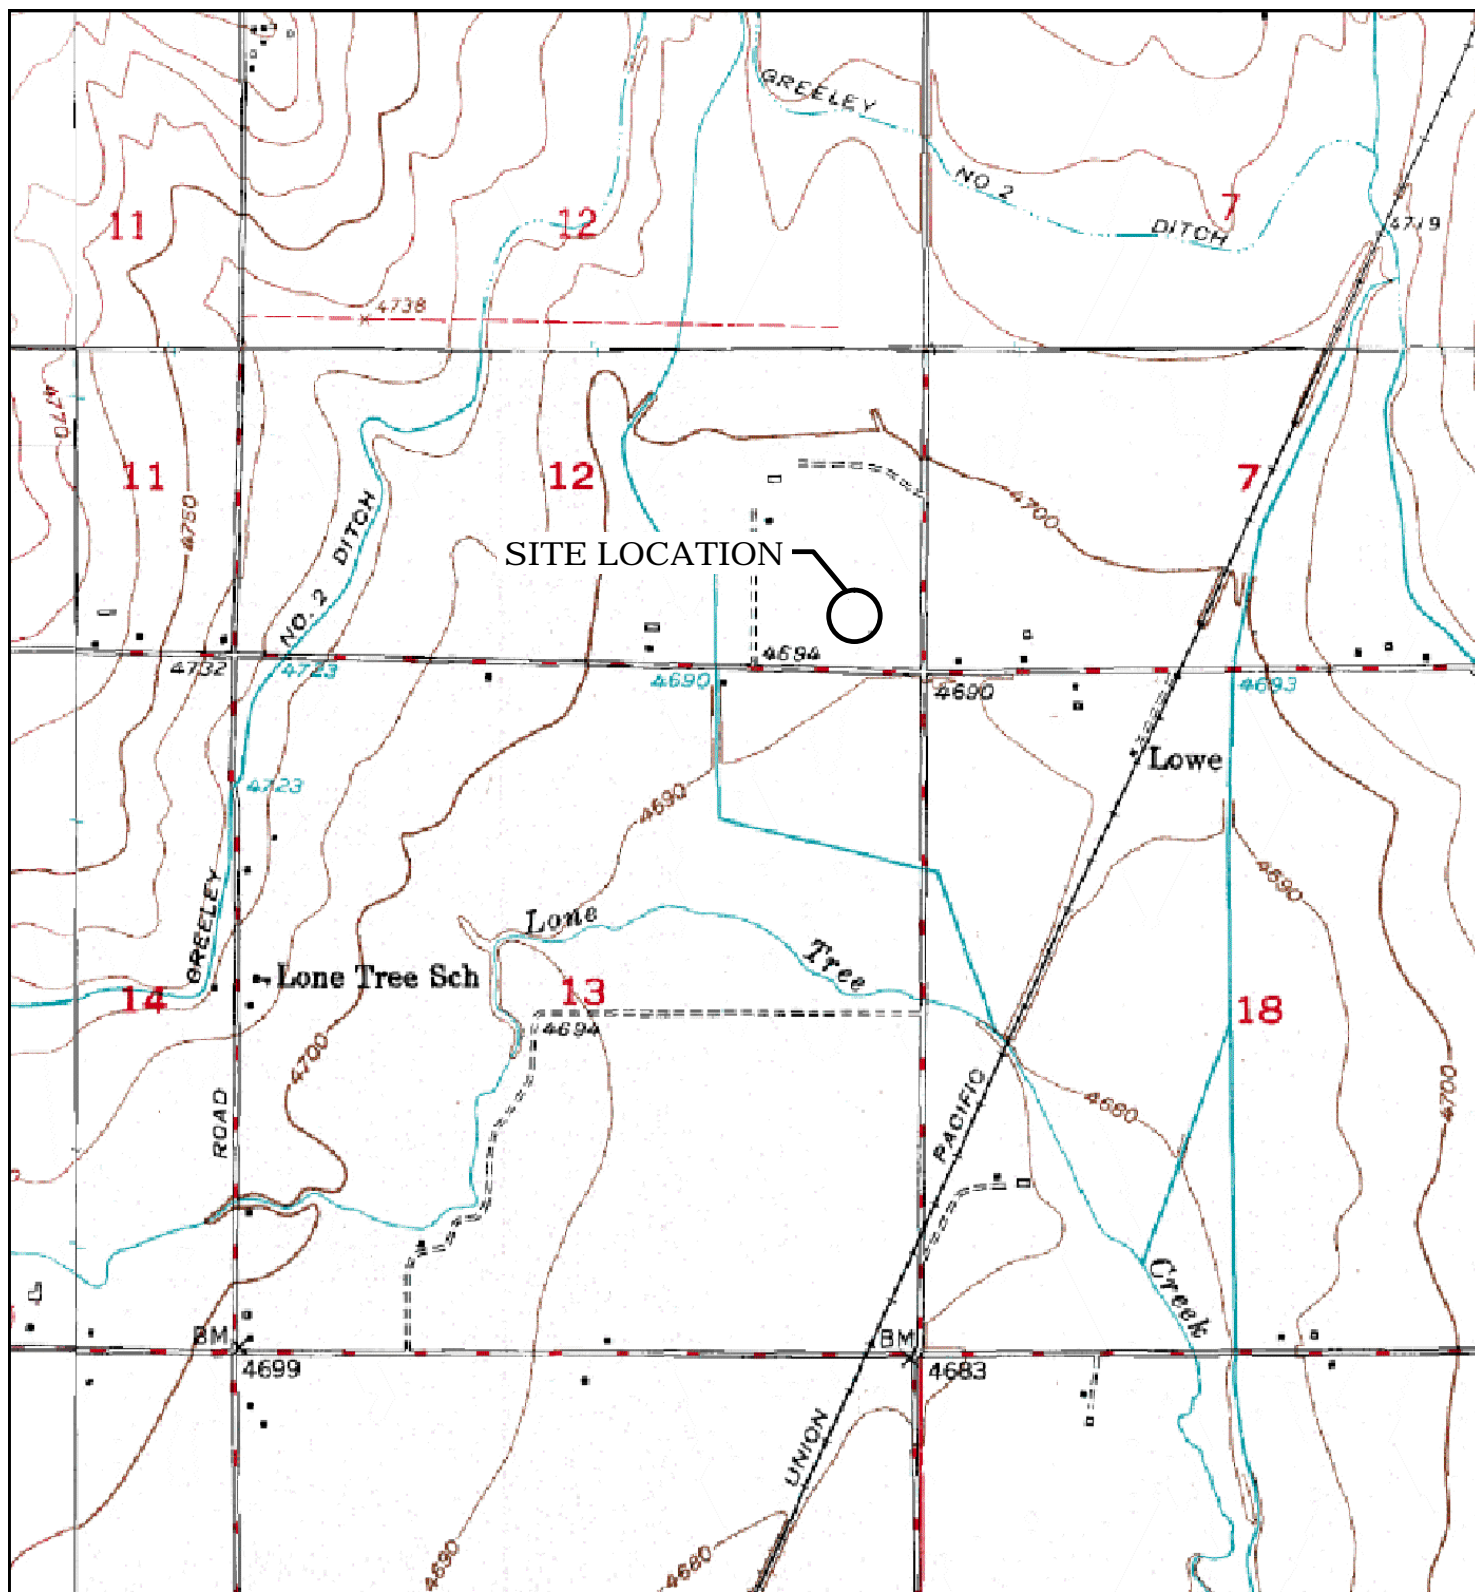 GREELEY
NO 2
DITCH
11
12
7
4719
4738
4770
11
12
7
4750
DITCH
4700
SITE LOCATION
NO. 2
4694
4732
4723
4690
4690
4693
Lowe
4723
4690
4690
GREELEY
Lone
Tree
Lone Tree Sch
14
13
18
4694
4700
ROAD
PACIFIC
4680
4700
Creek
BM
BM
4699
4683
UNION
4690
4680